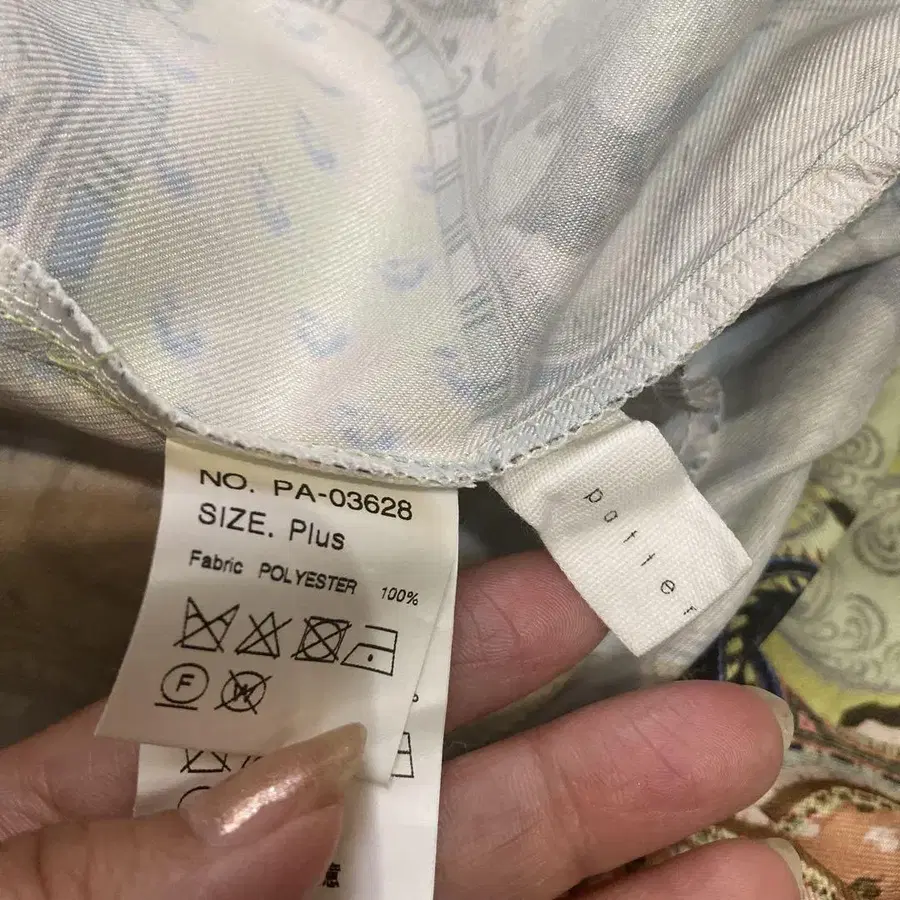 NO. PA-03628
SIZE. Plus
Fabric POLYESTER 100%
F
W
patter